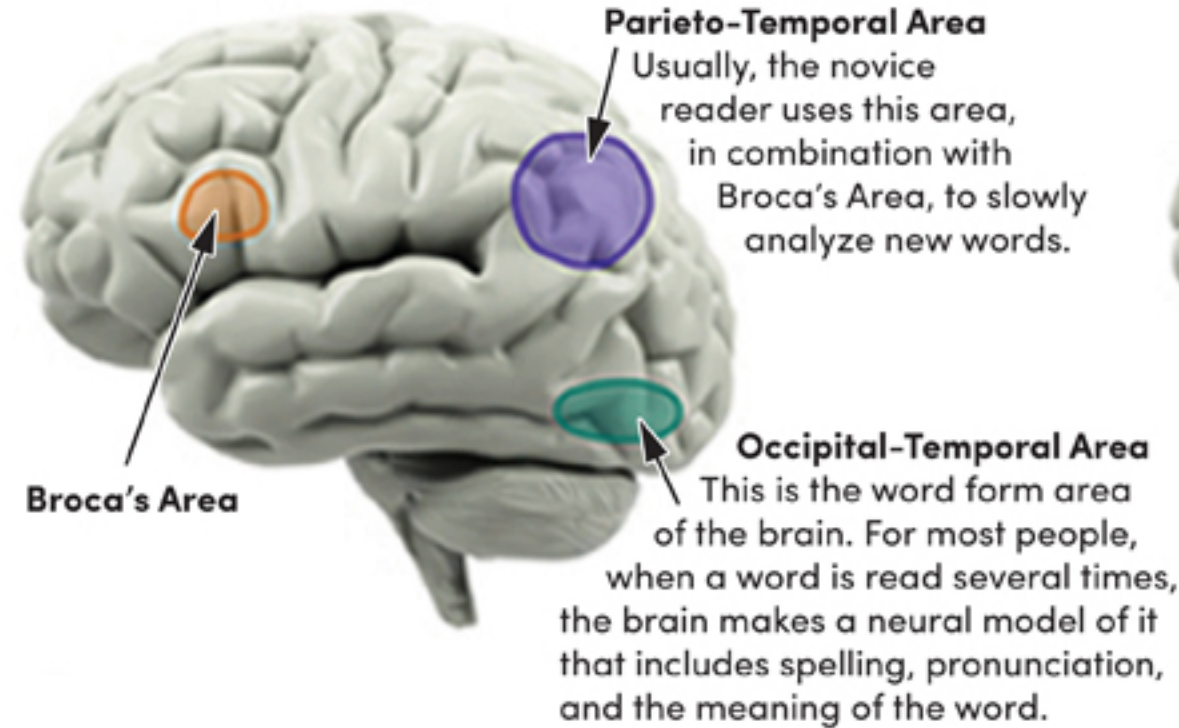 Parieto-Temporal Area
Usually, the novice
reader uses this area,
in combination with
Broca's Area, to slowly
analyze new words.
Broca's Area
Occipital-Temporal Area
This is the word form area
of the brain. For most people,
when a word is read several times,
the brain makes a neural model of it
that includes spelling, pronunciation,
and the meaning of the word.